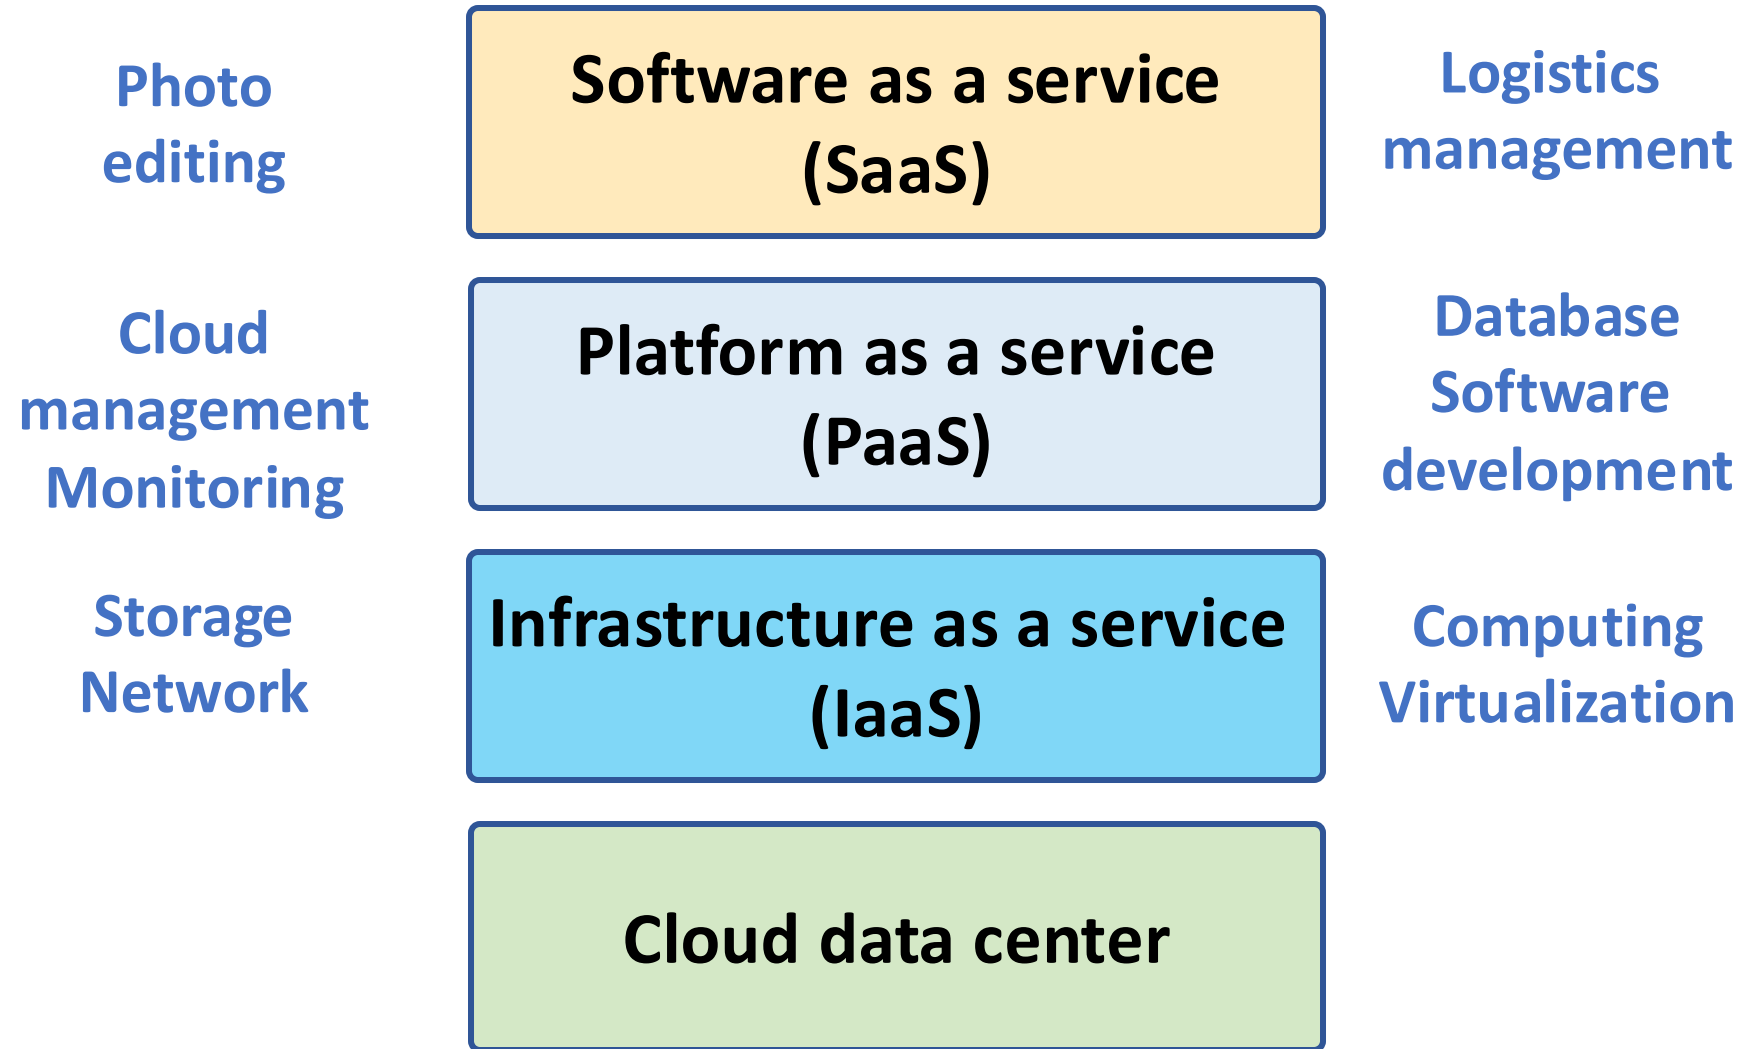 Photo
editing
Software as a service
(SaaS)
Logistics
management
Cloud
management
Monitoring
Platform as a service
(PaaS)
Database
Software
development
Storage
Network
Infrastructure as a service
(IaaS)
Computing
Virtualization
Cloud data center